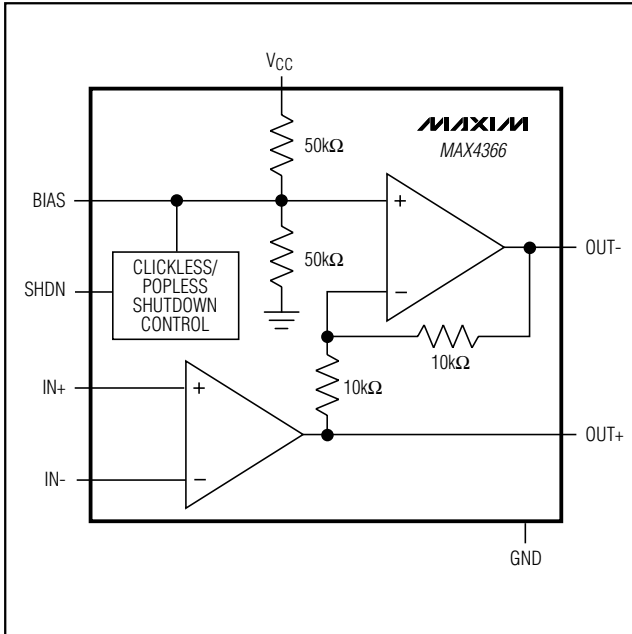 VCC
MAXIM
MAX4366
50kΩ
BIAS
+
50kΩ
OUT-
CLICKLESS/
POPLESS
SHUTDOWN
CONTROL
SHDN
−
10kΩ
10kΩ
IN+
+
OUT+
IN-
−
GND